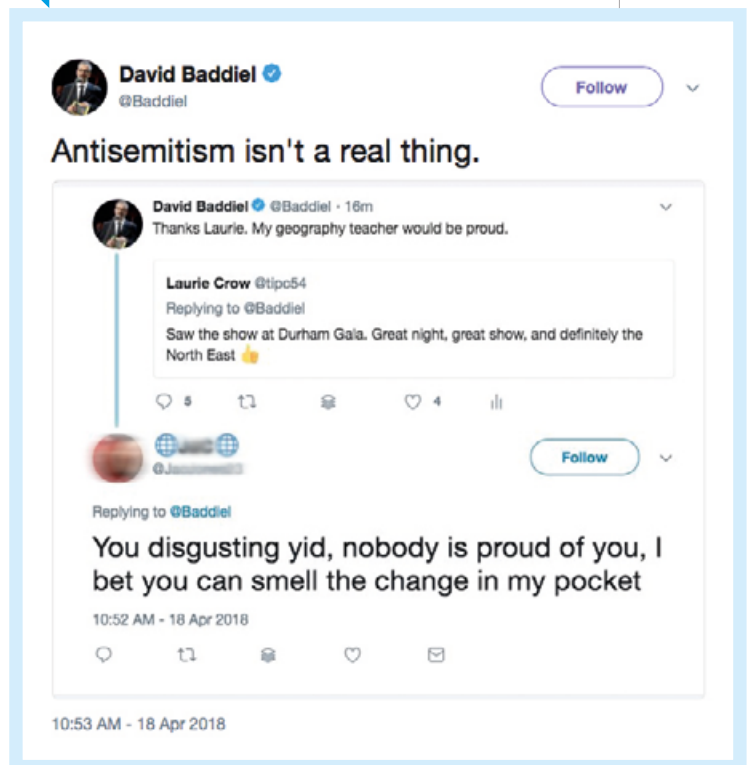 David Baddiel
@Baddiel
Follow
Antisemitism isn't a real thing.
David Baddiel @Baddiel · 16m
Thanks Laurie. My geography teacher would be proud.
Laurie Crow @tipc54
Replying to @Baddiel
Saw the show at Durham Gala. Great night, great show, and definitely the
North East 👍
5 4
Follow
Replying to @Baddiel
You disgusting yid, nobody is proud of you, I
bet you can smell the change in my pocket
10:52 AM - 18 Apr 2018
10:53 AM - 18 Apr 2018